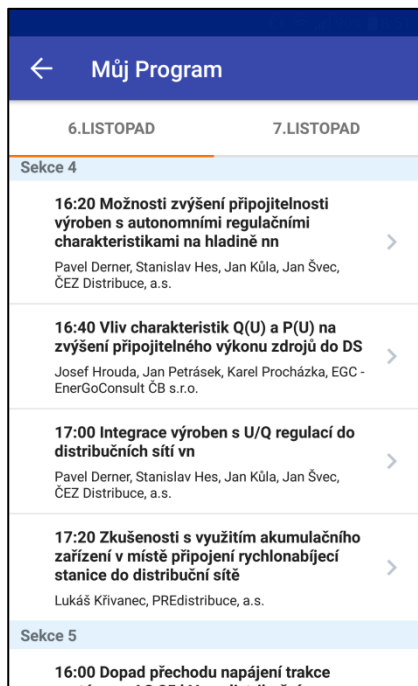 Můj Program
6.LISTOPAD 7.LISTOPAD
Sekce 4
16:20 Možnosti zvýšení připojitelnosti
výroben s autonomními regulačními
charakteristikami na hladině nn
Pavel Derner, Stanislav Hes, Jan Kůla, Jan Švec,
ČEZ Distribuce, a.s.
16:40 Vliv charakteristik Q(U) a P(U) na
zvýšení připojitelného výkonu zdrojů do DS
Josef Hrouda, Jan Petrásek, Karel Procházka, EGC -
EnerGoConsult ČB s.r.o.
17:00 Integrace výroben s U/Q regulací do
distribučních sítí vn
Pavel Derner, Stanislav Hes, Jan Kůla, Jan Švec,
ČEZ Distribuce, a.s.
17:20 Zkušenosti s využitím akumulačního
zařízení v místě připojení rychlonabíjecí
stanice do distribuční sítě
Lukáš Křivanec, PREdistribuce, a.s.
Sekce 5
16:00 Dopad přechodu napájení trakce